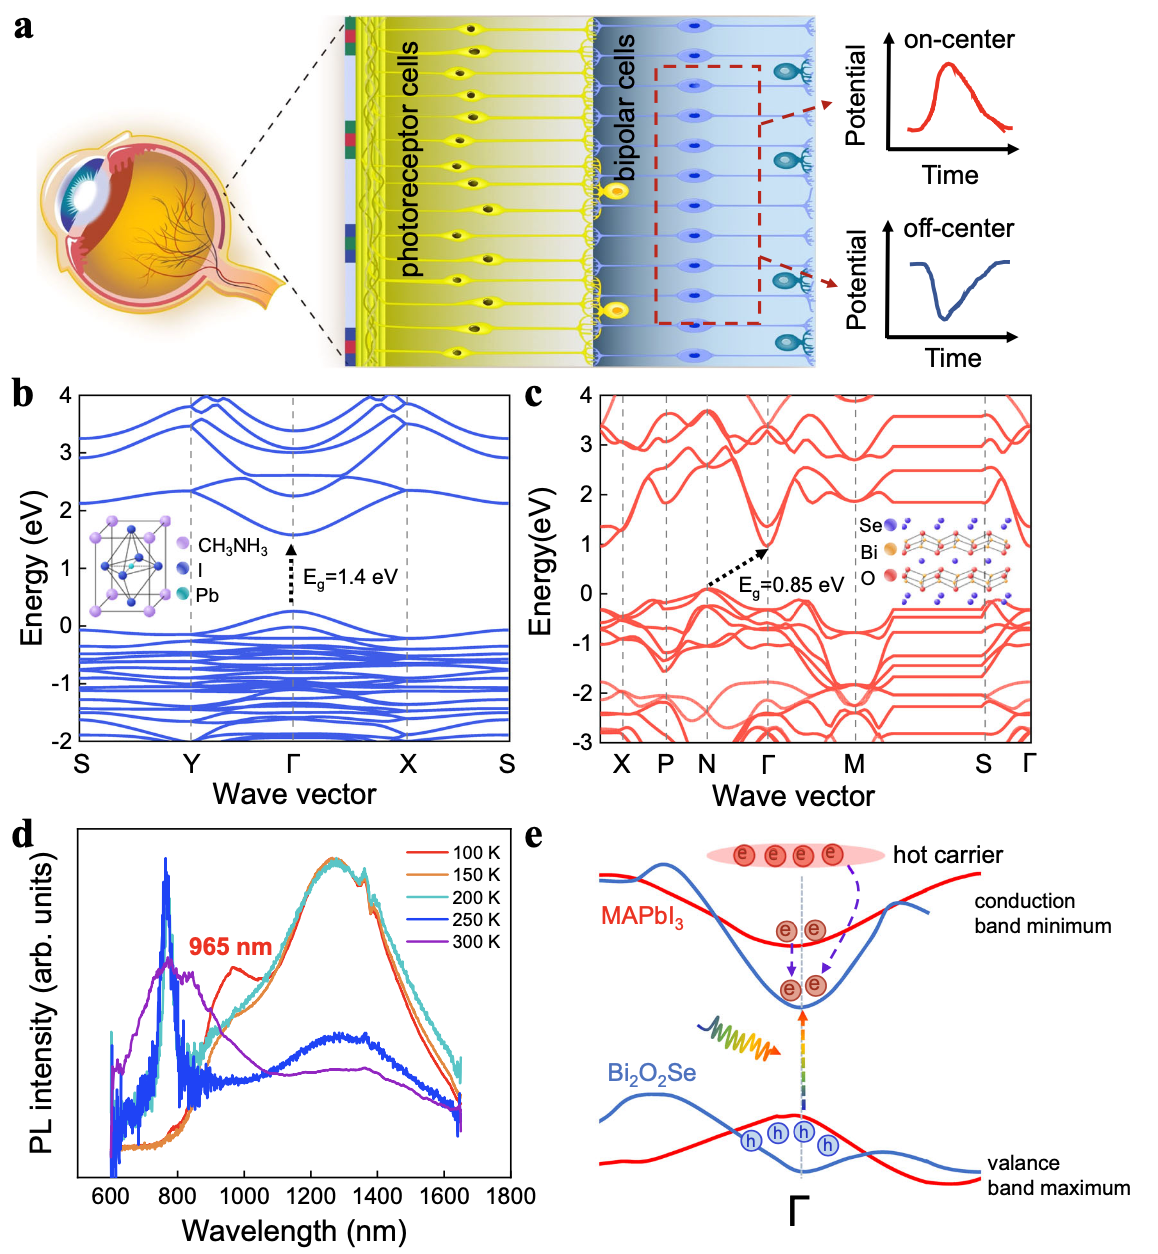 a
photoreceptor cells
bipolar cells
on-center
Potential
Time
off-center
Potential
Time
b
4
3
2
1
0
-1
-2
Energy (eV)
CH₃NH₃
I
Pb
Eg=1.4 eV
S Y Γ X S
Wave vector
c
4
3
2
1
0
-1
-2
-3
Energy(eV)
Se
Bi
O
Eg=0.85 eV
X P N Γ M S Γ
Wave vector
d
PL intensity (arb. units)
100 K
150 K
200 K
250 K
300 K
965 nm
600 800 1000 1200 1400 1600 1800
Wavelength (nm)
e
e e e e
hot carrier
MAPbI₃
conduction
band minimum
e e
e e
Bi₂O₂Se
h h h h
valance
band maximum
Γ